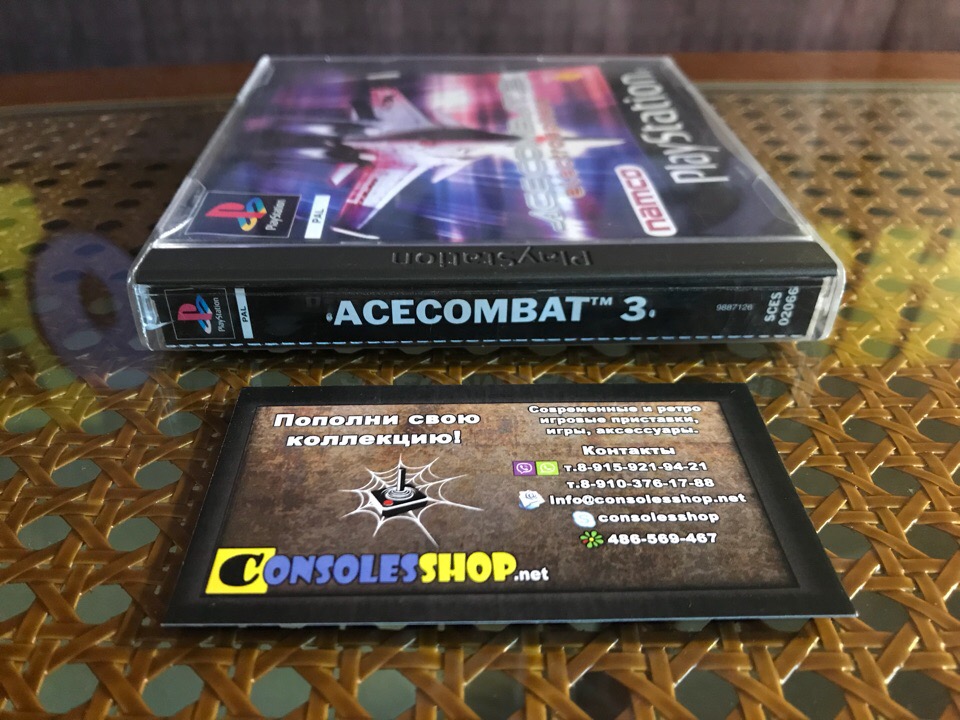 PlayStation
namco
PlayStation
PAL
PlayStation
PlayStation
PAL
ACECOMBAT™ 3
9887126
SCES
02066
Пополни свою
коллекцию!
Современные и ретро
игровые приставки,
игры, аксессуары.
Контакты
т.8-915-921-94-21
т.8-910-376-17-88
info@consolesshop.net
consolesshop
486-569-467
CONSOLESSHOP.net